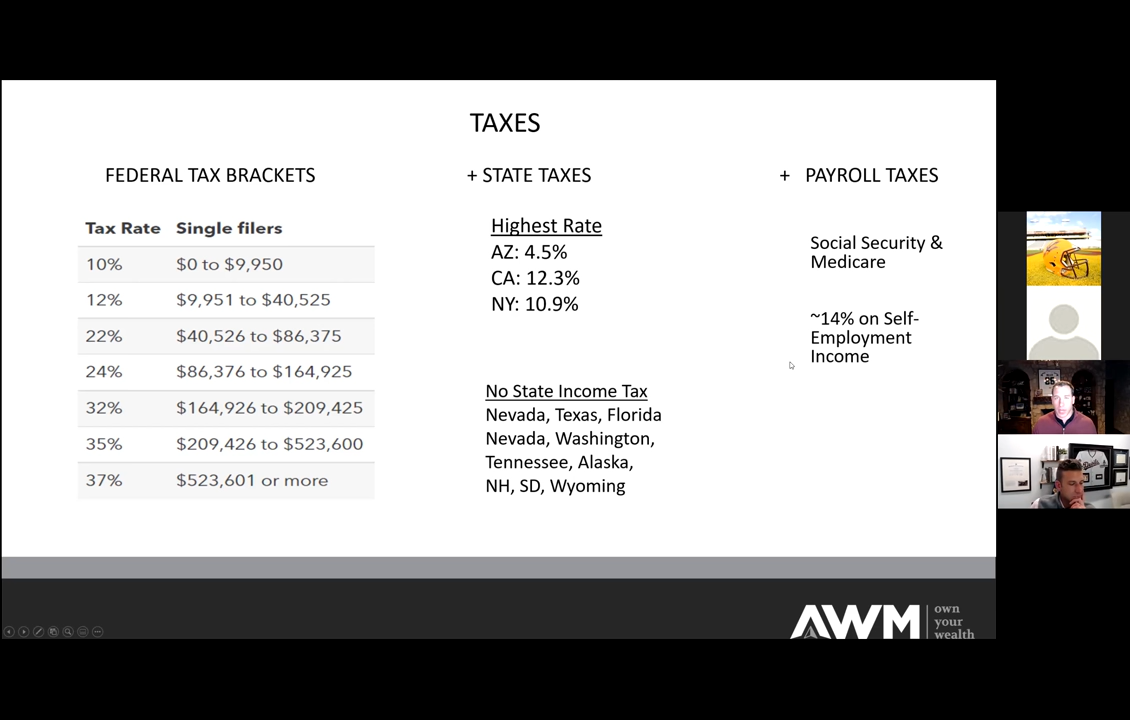 TAXES
FEDERAL TAX BRACKETS
Tax Rate Single filers
10% $0 to $9,950
12% $9,951 to $40,525
22% $40,526 to $86,375
24% $86,376 to $164,925
32% $164,926 to $209,425
35% $209,426 to $523,600
37% $523,601 or more
+ STATE TAXES
Highest Rate
AZ: 4.5%
CA: 12.3%
NY: 10.9%
No State Income Tax
Nevada, Texas, Florida
Nevada, Washington,
Tennessee, Alaska,
NH, SD, Wyoming
+ PAYROLL TAXES
Social Security &
Medicare
~14% on Self-
Employment
Income
AWM
own
your
wealth
25